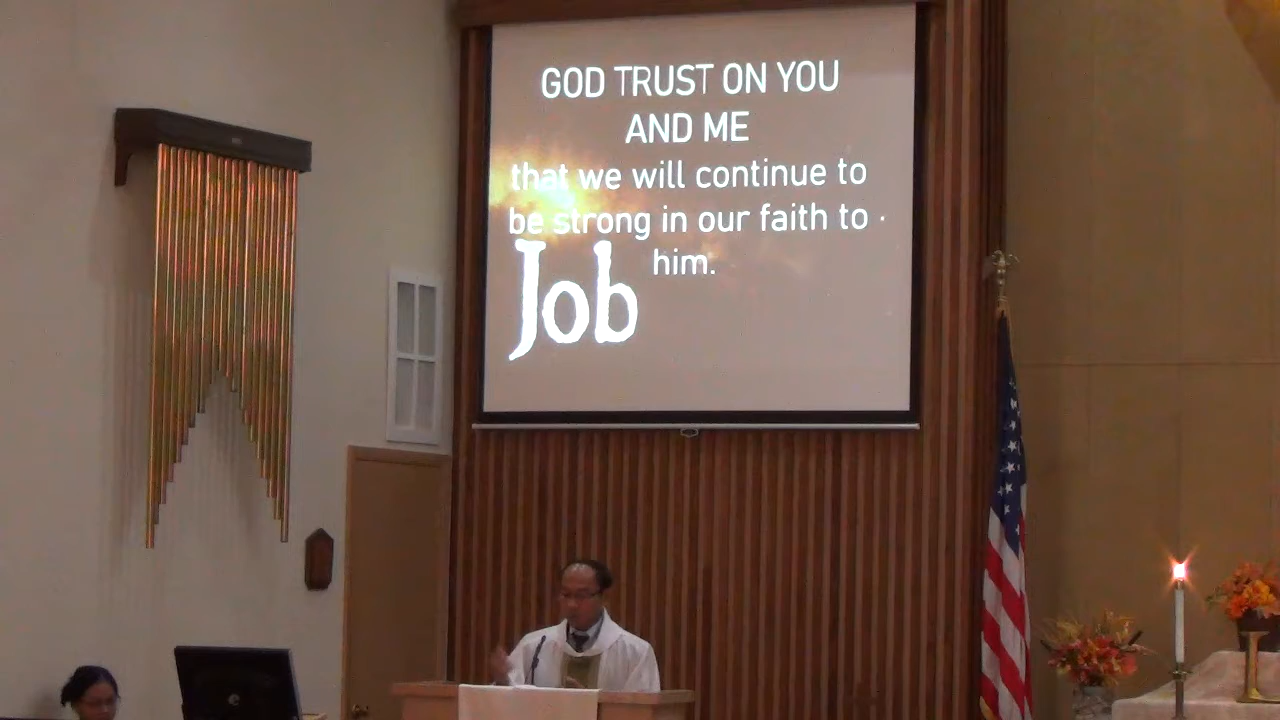 GOD TRUST ON YOU
AND ME
that we will continue to
be strong in our faith to .
him.
Job